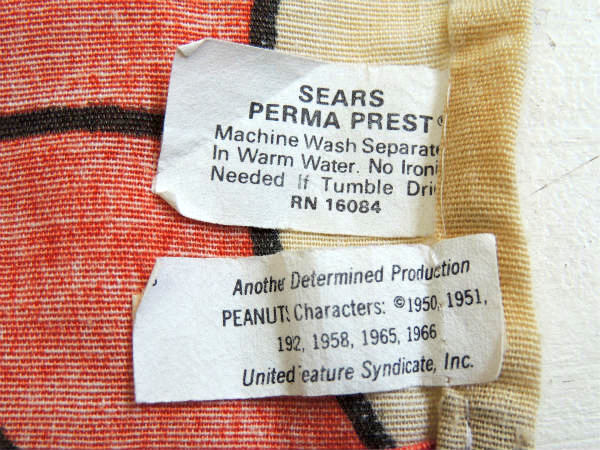 SEARS
PERMA PREST®
Machine Wash Separate
In Warm Water. No Ironi
Needed If Tumble Drie
RN 16084
Anothe Determined Production
PEANUTS Characters: ©1950, 1951,
192, 1958, 1965, 1966
United eature Syndicate, Inc.